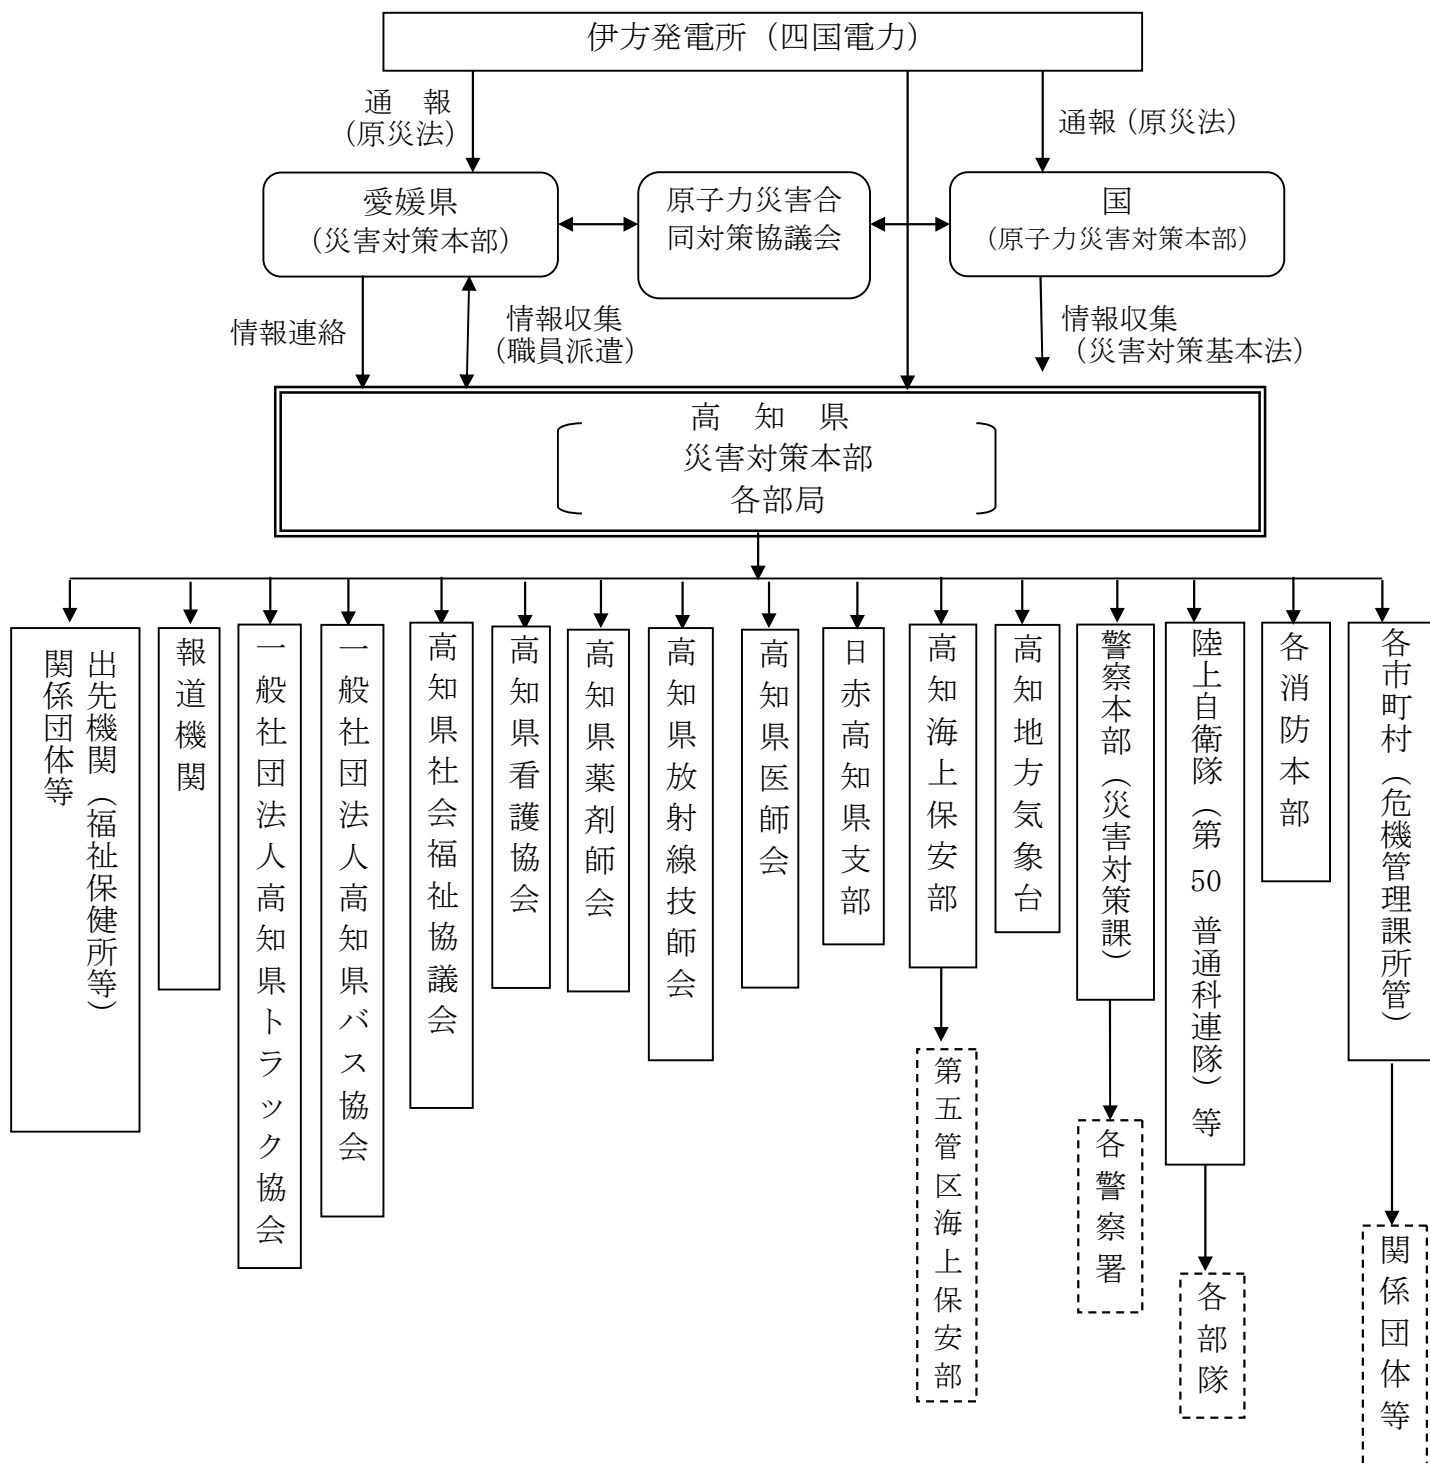 伊方発電所（四国電力）
通　報
（原災法）
通報（原災法）
愛媛県
（災害対策本部）
原子力災害合
同対策協議会
国
（原子力災害対策本部）
情報連絡
情報収集
（職員派遣）
情報収集
（災害対策基本法）
高　知　県
災害対策本部
各部局
出先機関（福祉保健所等）
関係団体等
報道機関
一般社団法人高知県トラック協会
一般社団法人高知県バス協会
高知県社会福祉協議会
高知県看護協会
高知県薬剤師会
高知県放射線技師会
高知県医師会
日赤高知県支部
高知海上保安部
高知地方気象台
警察本部（災害対策課）
陸上自衛隊（第50普通科連隊）等
各消防本部
各市町村（危機管理課所管）
第五管区海上保安部
各警察署
各部隊
関係団体等